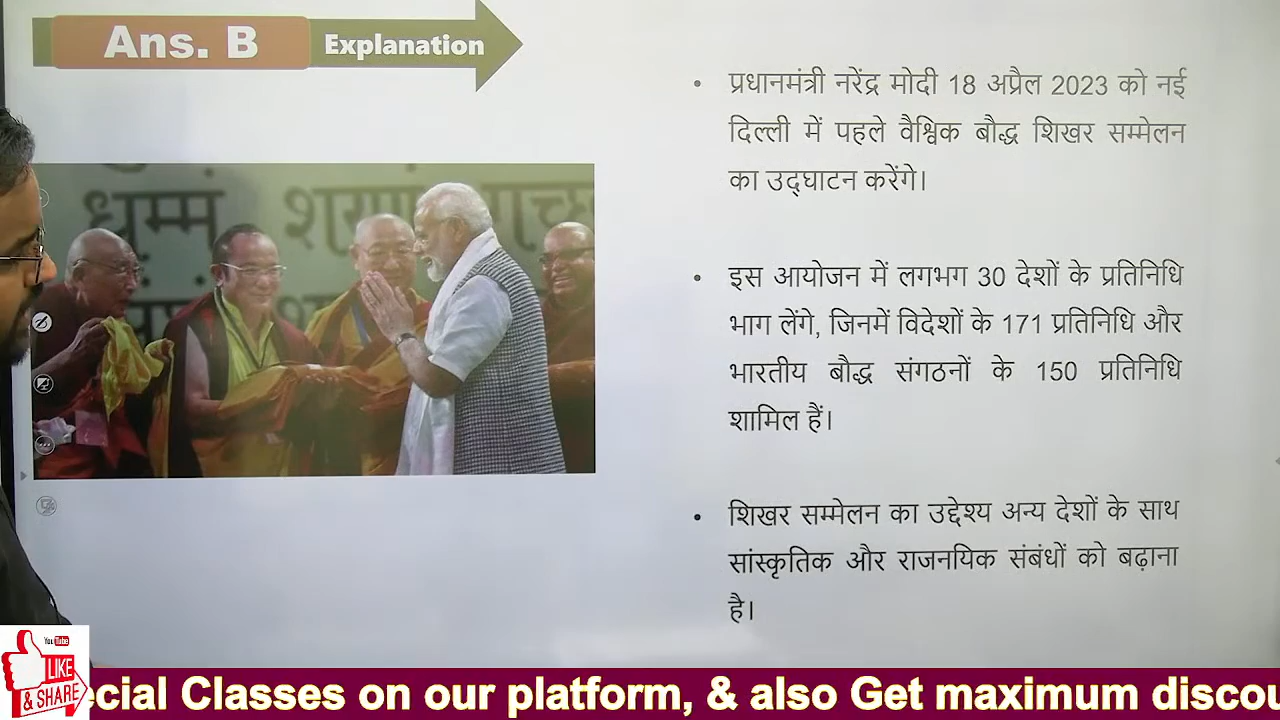 Ans. B
Explanation
• प्रधानमंत्री नरेंद्र मोदी 18 अप्रैल 2023 को नई
दिल्ली में पहले वैश्विक बौद्ध शिखर सम्मेलन
का उद्घाटन करेंगे।
• इस आयोजन में लगभग 30 देशों के प्रतिनिधि
भाग लेंगे, जिनमें विदेशों के 171 प्रतिनिधि और
भारतीय बौद्ध संगठनों के 150 प्रतिनिधि
शामिल हैं।
• शिखर सम्मेलन का उद्देश्य अन्य देशों के साथ
सांस्कृतिक और राजनयिक संबंधों को बढ़ाना
है।
धम्मं
YouTube
LIKE
& SHARE
ecial Classes on our platform, & also Get maximum discou